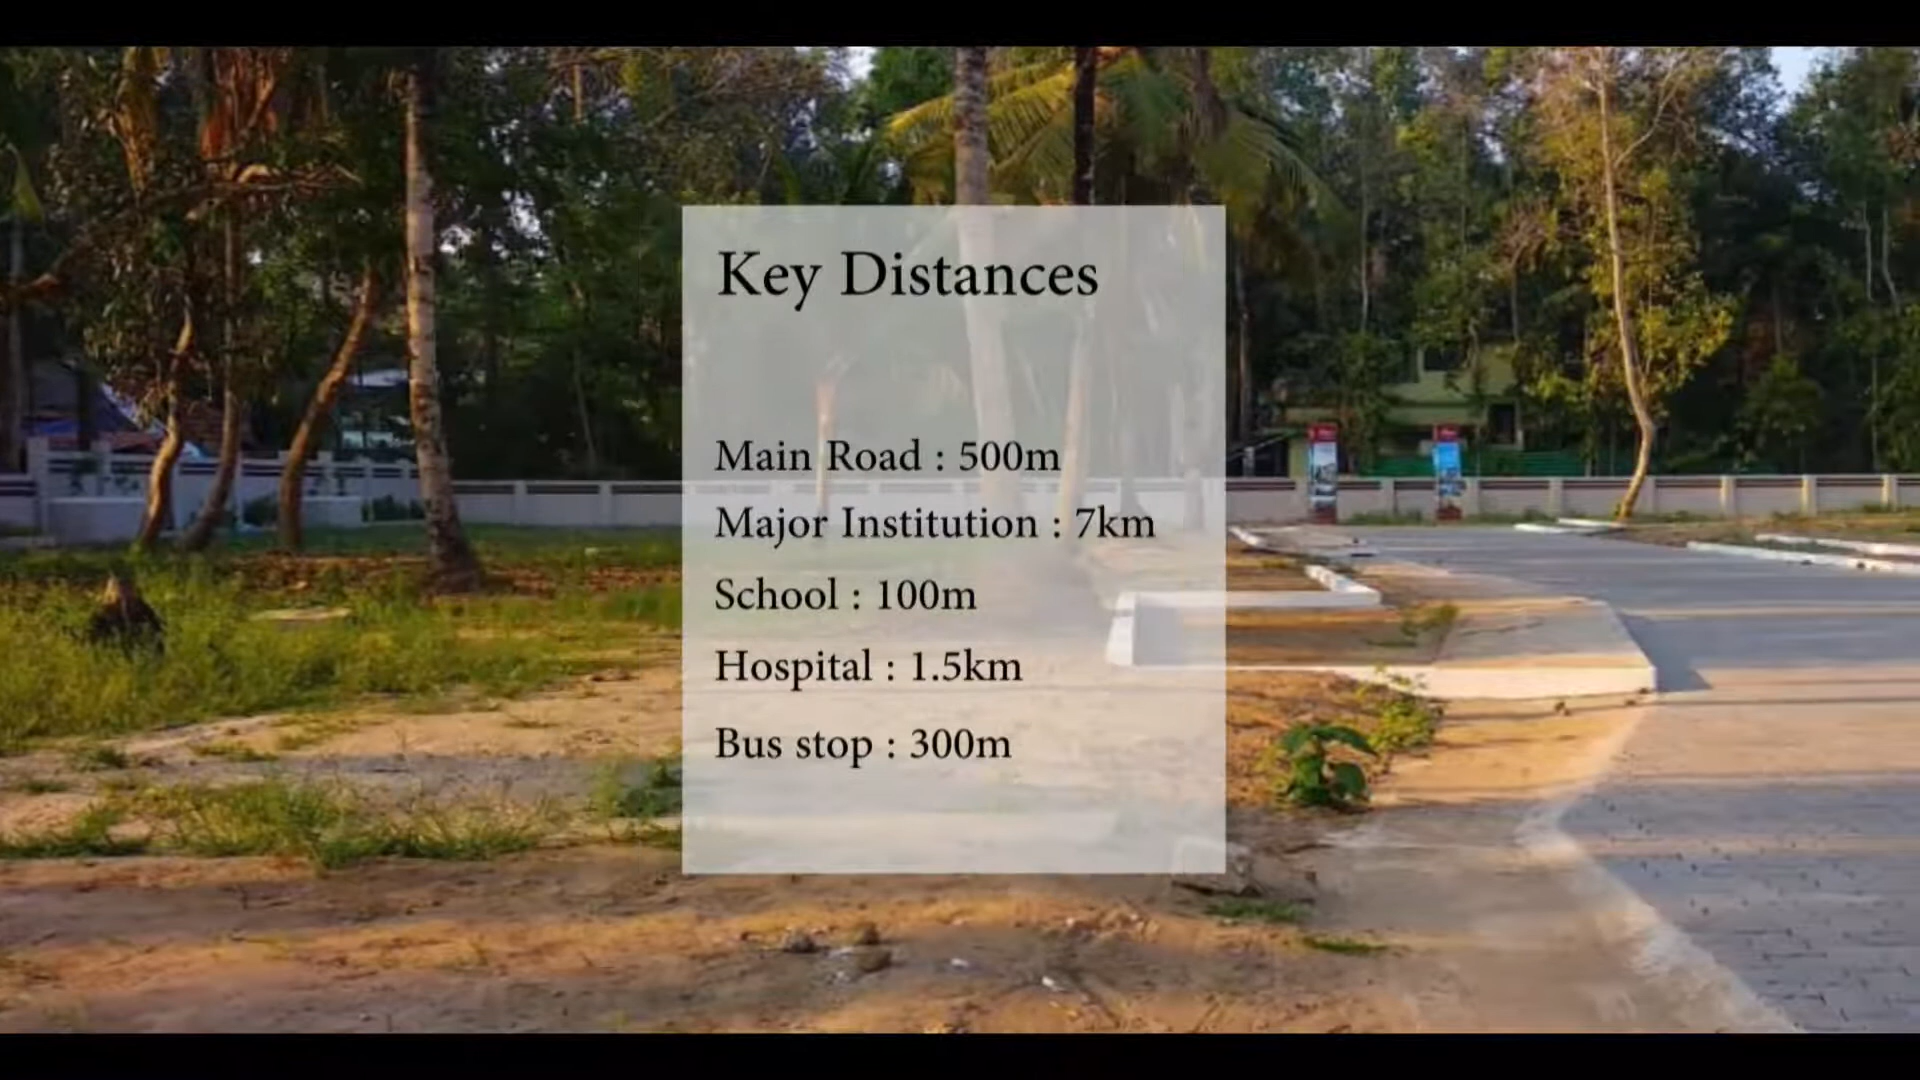 Key Distances
Main Road : 500m
Major Institution : 7km
School : 100m
Hospital : 1.5km
Bus stop : 300m